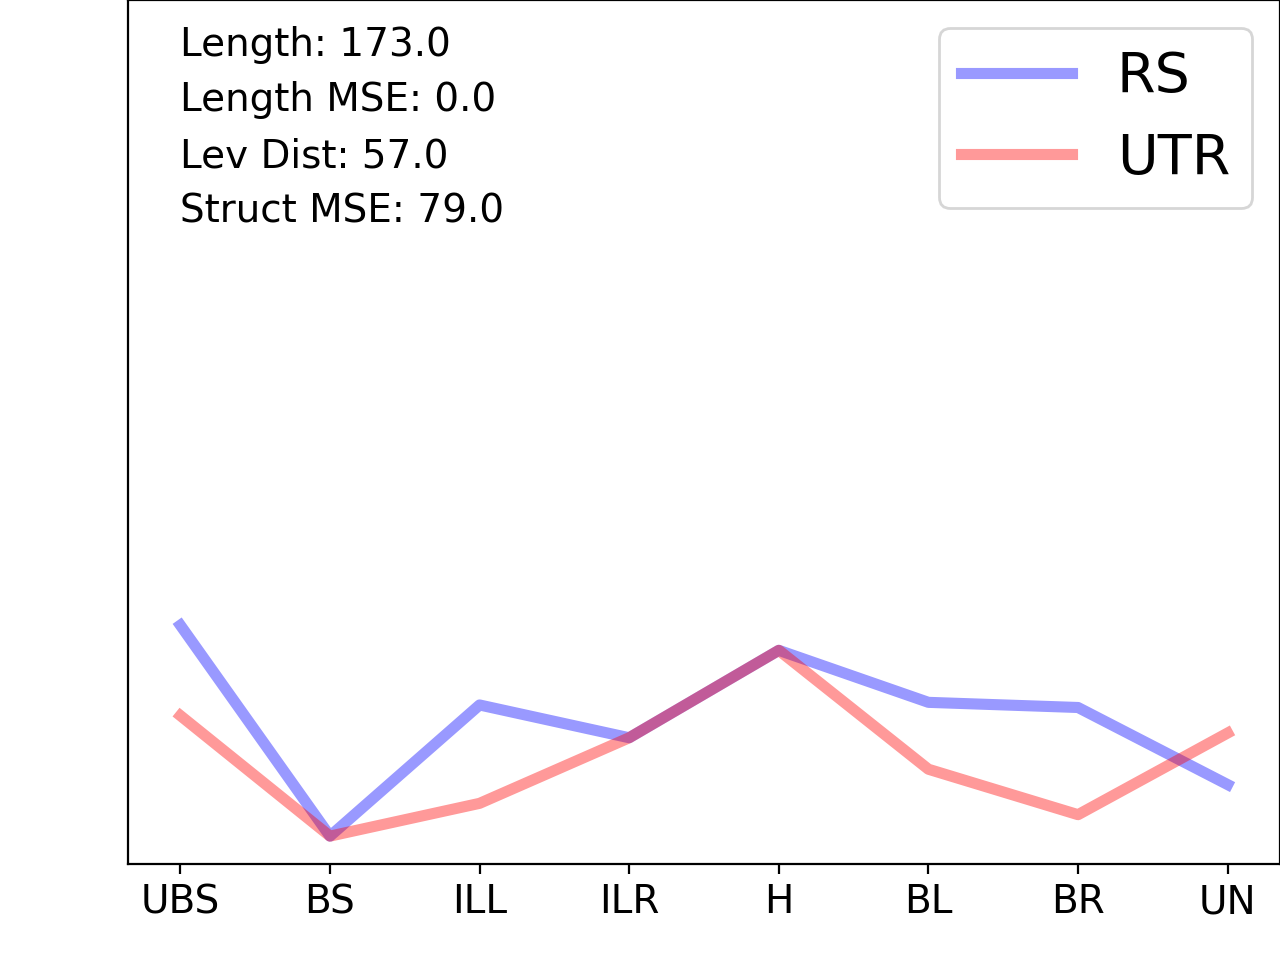 Length: 173.0
Length MSE: 0.0
Lev Dist: 57.0
Struct MSE: 79.0
RS
UTR
UBS BS ILL ILR H BL BR UN